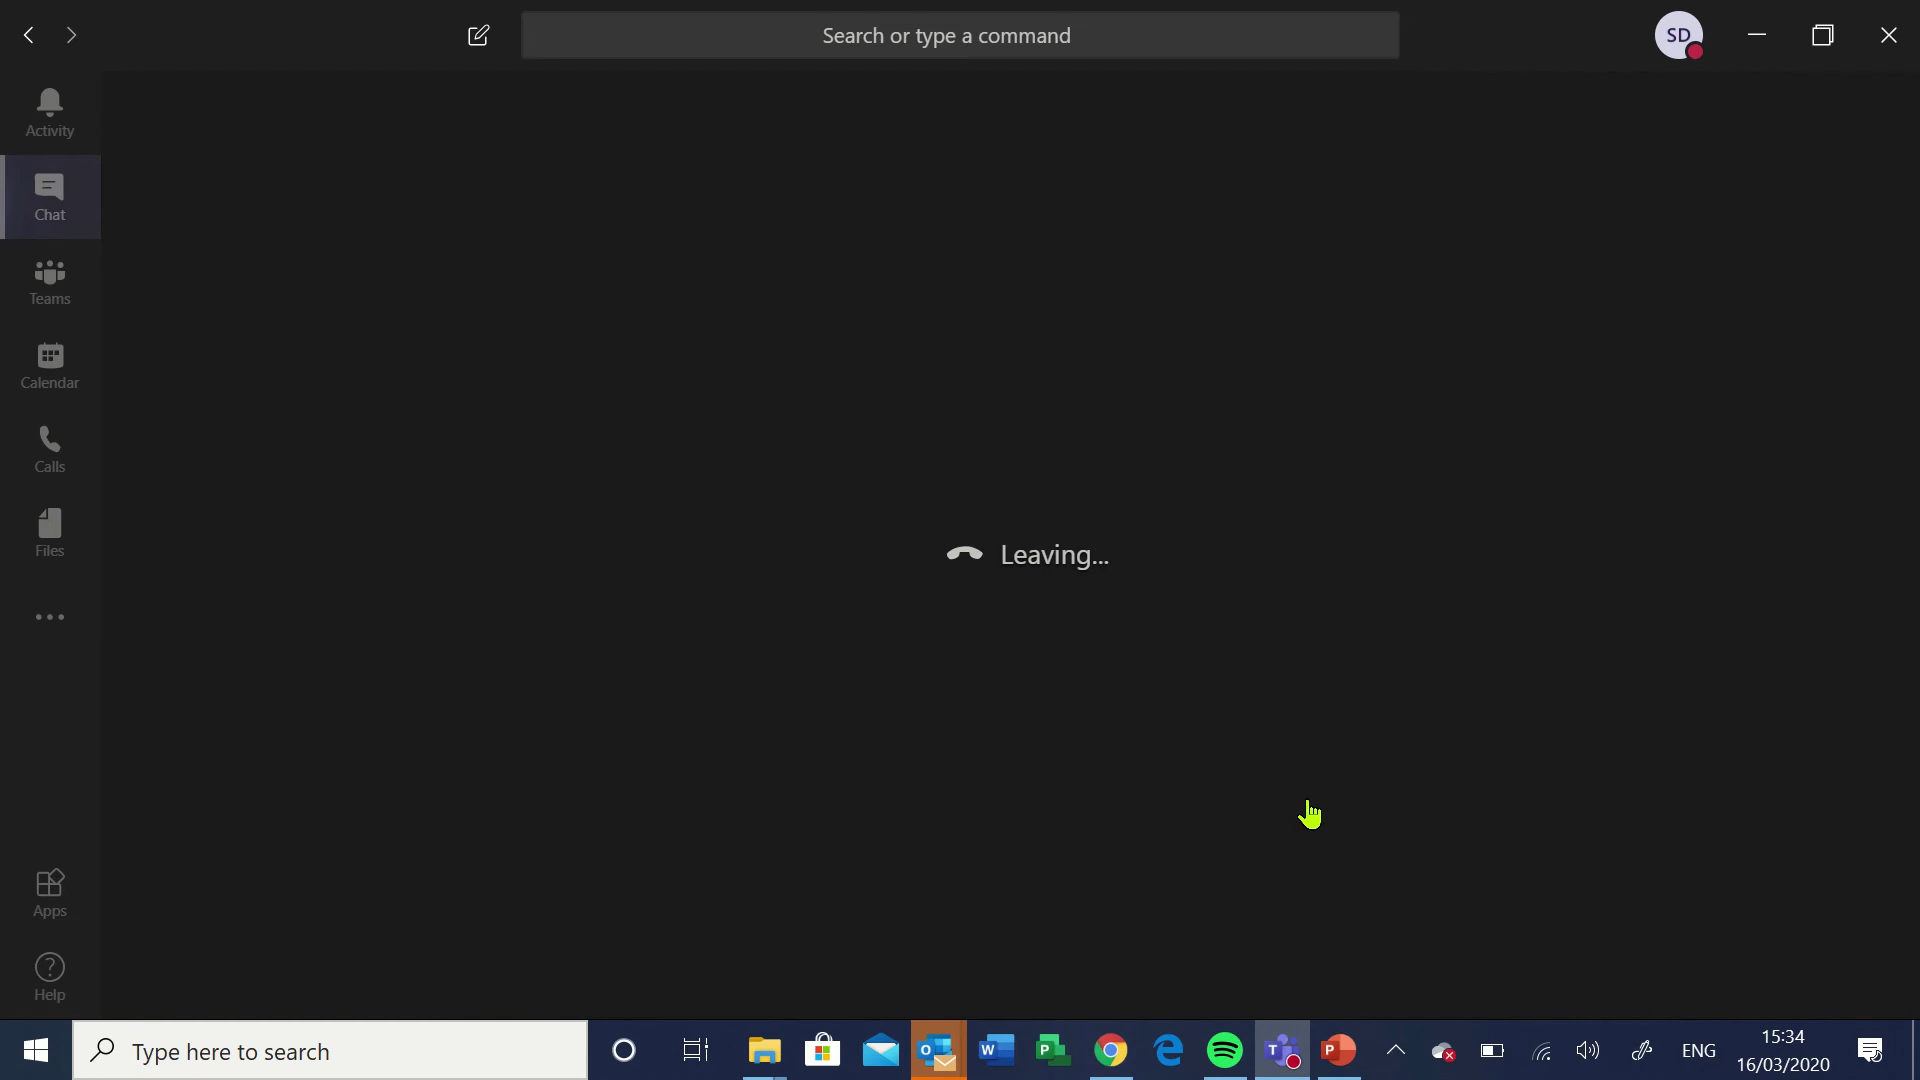 Search or type a command
SD
Activity
Chat
Teams
Calendar
Calls
Files
Leaving...
Apps
Help
Type here to search
ENG
15:34
16/03/2020